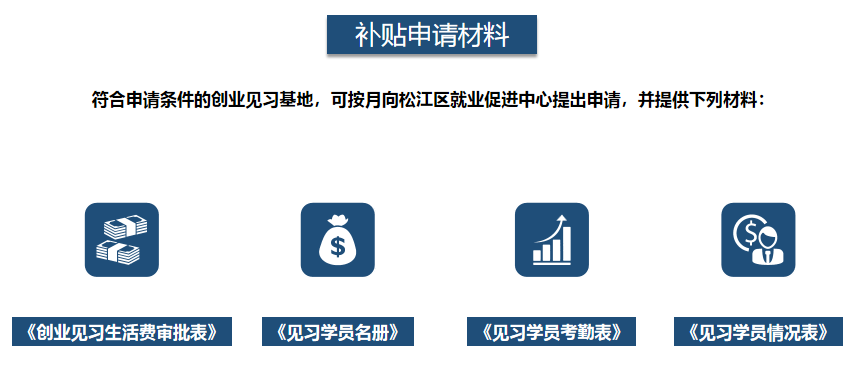 补贴申请材料
符合申请条件的创业见习基地，可按月向松江区就业促进中心提出申请，并提供下列材料：
$
$
《创业见习生活费审批表》
《见习学员名册》
《见习学员考勤表》
《见习学员情况表》